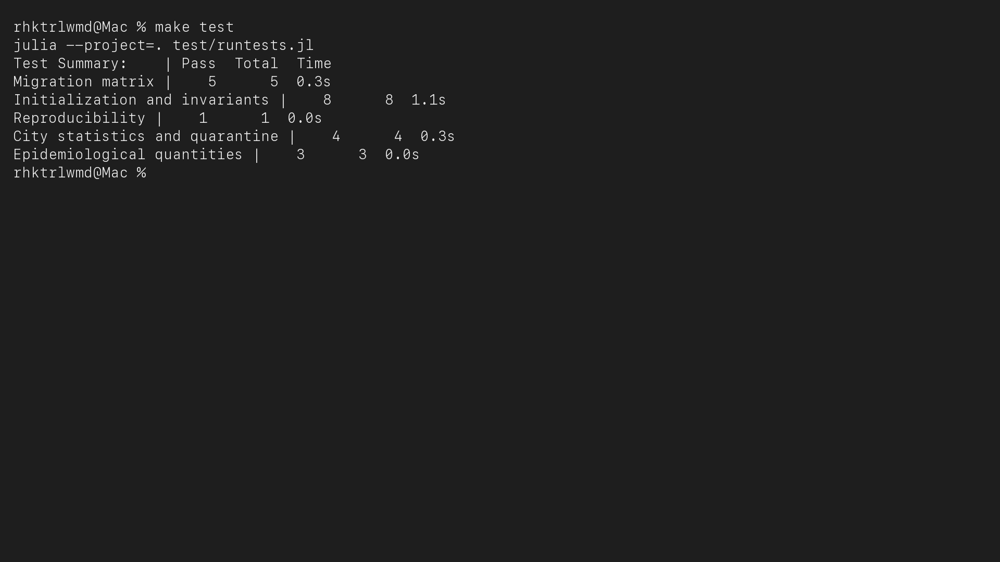 rhktrlwmd@Mac % make test
julia --project=. test/runtests.jl
Test Summary:    | Pass  Total  Time
Migration matrix |    5      5  0.3s
Initialization and invariants |    8      8  1.1s
Reproducibility |    1      1  0.0s
City statistics and quarantine |    4      4  0.3s
Epidemiological quantities |    3      3  0.0s
rhktrlwmd@Mac %